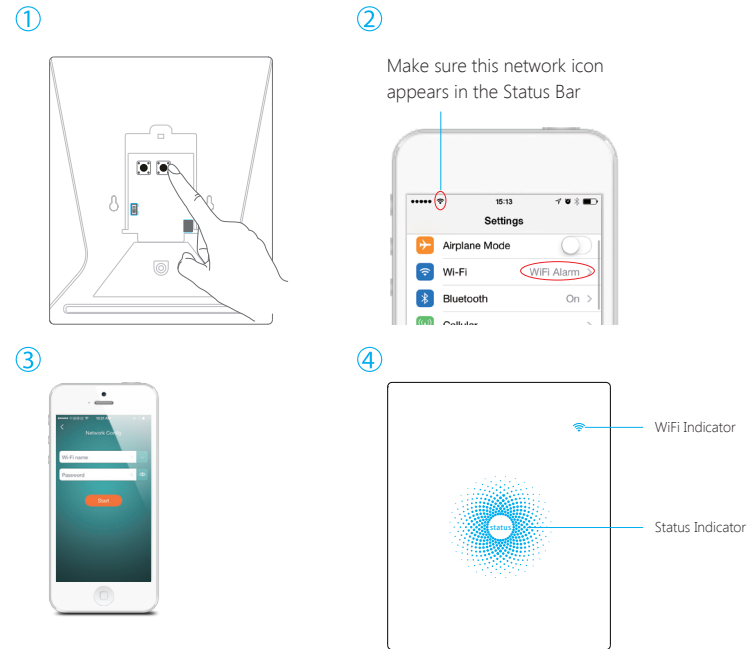 ①
②
Make sure this network icon
appears in the Status Bar
15:13
Settings
Airplane Mode
Wi-Fi WiFi Alarm
Bluetooth On
Cellular
③
Network Config
Wi-Fi name
Password
Start
④
WiFi Indicator
status
Status Indicator